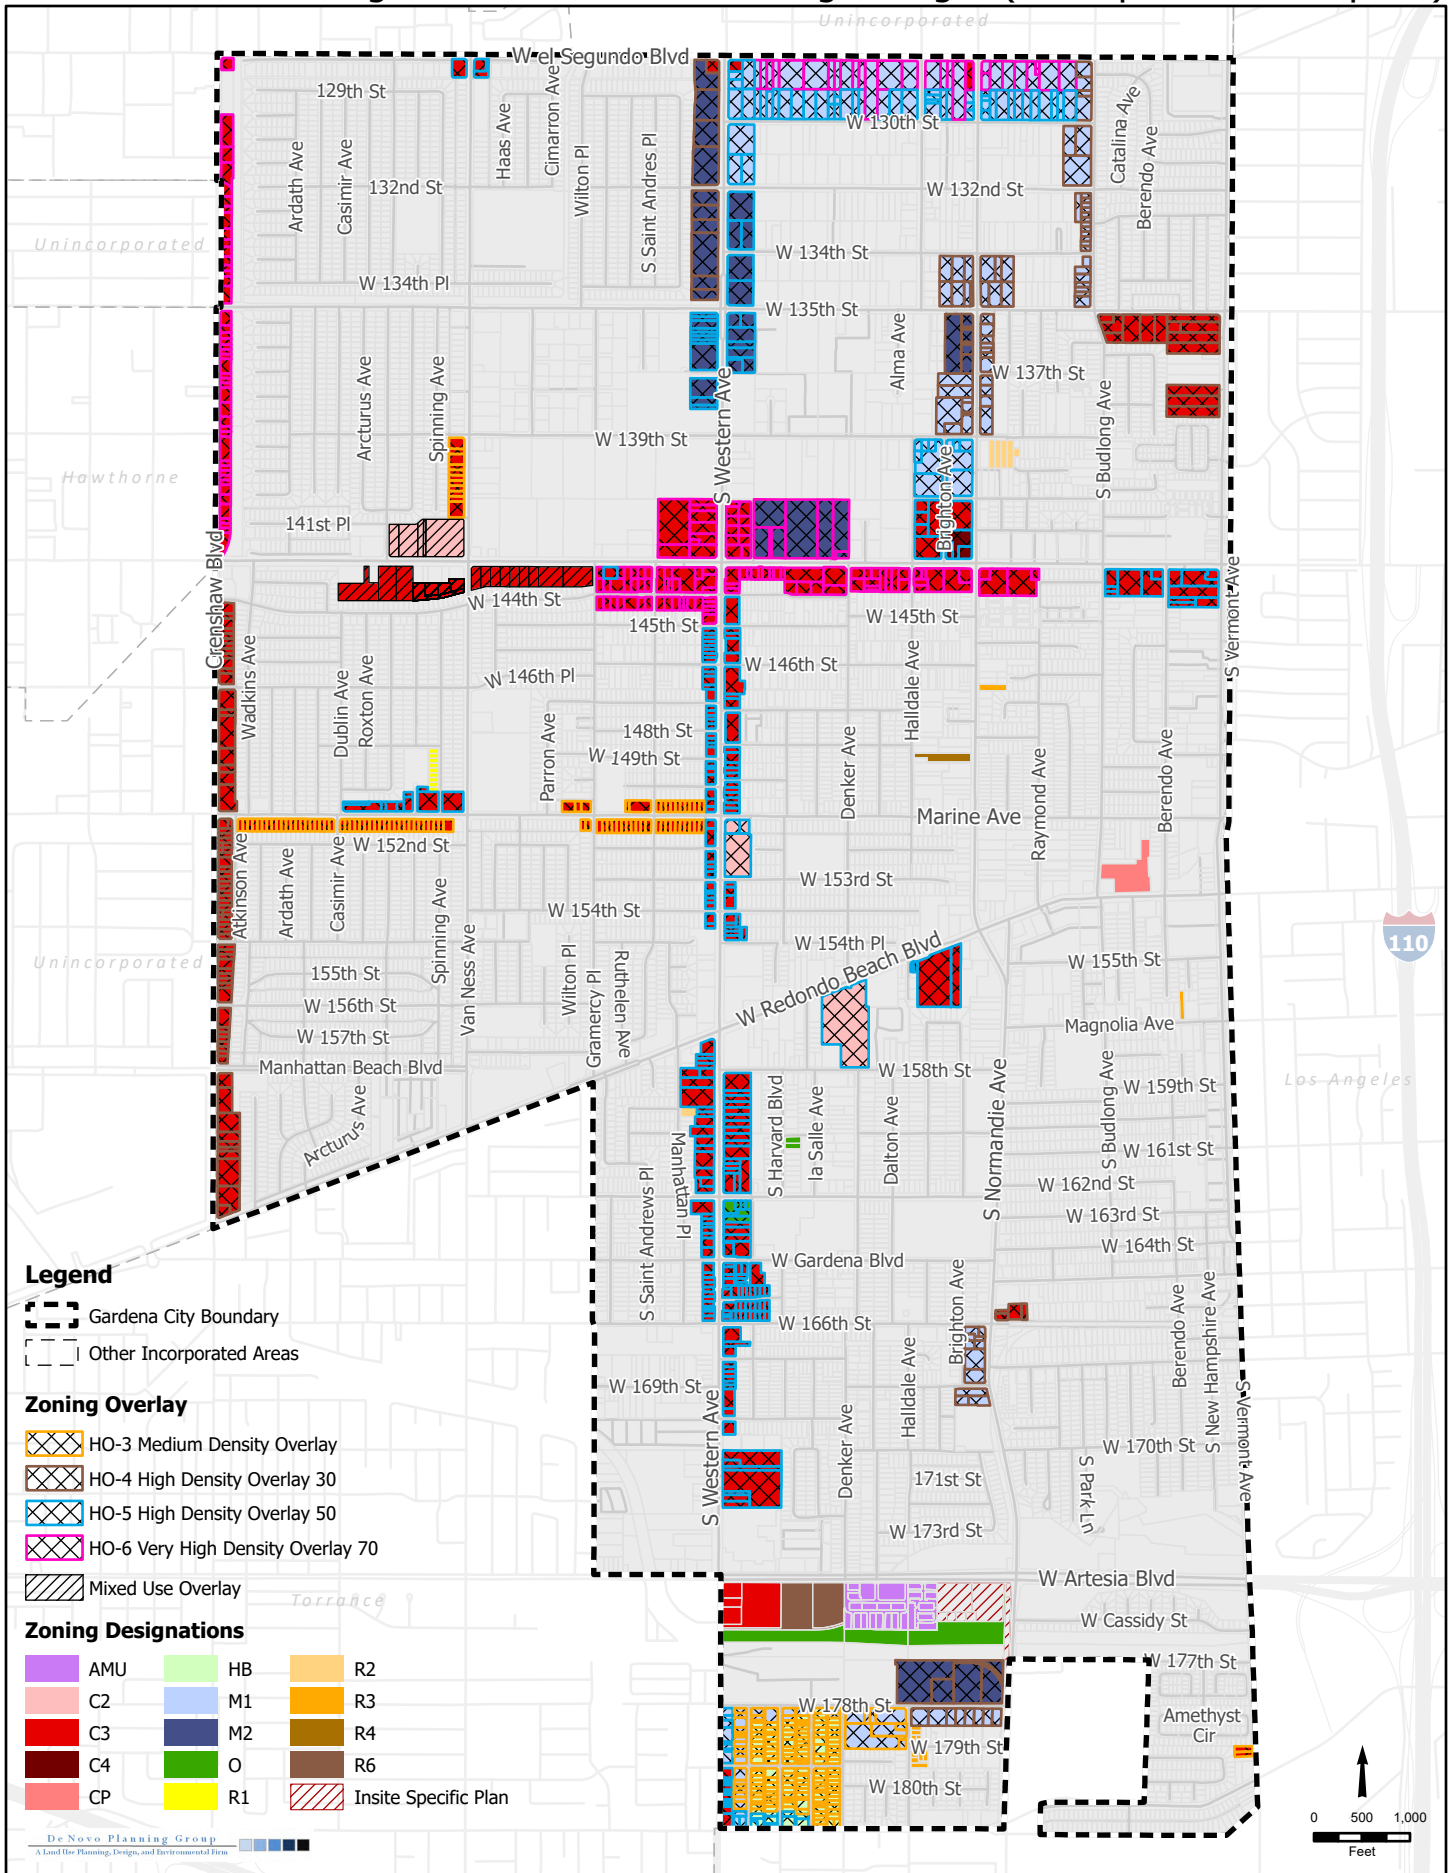 Unincorporated
W el Segundo Blvd
129th St
Haas Ave
Cimarron Ave
W 130th St
Catalina Ave
Berendo Ave
Ardath Ave
Casimir Ave
132nd St
Wilton Pl
S Saint Andres Pl
W 132nd St
Unincorporated
W 134th St
W 134th Pl
W 135th St
Arcturus Ave
Spinning Ave
S Western Ave
Alma Ave
W 137th St
S Budlong Ave
W 139th St
Hawthorne
Brighton Ave
141st Pl
Crenshaw Blvd
W 144th St
S Vermont Ave
145th St
W 145th St
Wadkins Ave
Dublin Ave
Roxton Ave
W 146th Pl
W 146th St
Halldale Ave
148th St
W 149th St
Parron Ave
Denker Ave
Raymond Ave
Berendo Ave
Marine Ave
W 152nd St
Atkinson Ave
Ardath Ave
Casimir Ave
Spinning Ave
W 153rd St
W 154th St
W 154th Pl
W Redondo Beach Blvd
110
Unincorporated
155th St
Van Ness Ave
Wilton Pl
Gramercy Pl
Ruthelen Ave
W 155th St
W 156th St
W 157th St
Magnolia Ave
Manhattan Beach Blvd
W 158th St
Los Angeles
Arcturus Ave
Manhattan Pl
S Harvard Blvd
la Salle Ave
Dalton Ave
S Normandie Ave
S Budlong Ave
W 159th St
W 161st St
S Saint Andrews Pl
W 162nd St
W 163rd St
W 164th St
W Gardena Blvd
Brighton Ave
Berendo Ave
S New Hampshire Ave
W 166th St
Halldale Ave
W 169th St
S Western Ave
Denker Ave
S Vermont Ave
W 170th St
171st St
S Park Ln
W 173rd St
W Artesia Blvd
Torrance
W Cassidy St
W 177th St
W 178th St
Amethyst
Cir
W 179th St
W 180th St
Legend
Gardena City Boundary
Other Incorporated Areas
Zoning Overlay
HO-3 Medium Density Overlay
HO-4 High Density Overlay 30
HO-5 High Density Overlay 50
HO-6 Very High Density Overlay 70
Mixed Use Overlay
Zoning Designations
AMU HB R2
C2 M1 R3
C3 M2 R4
C4 O R6
CP R1 Insite Specific Plan
De Novo Planning Group
A Land Use Planning, Design, and Environmental Firm
0 500 1,000
Feet